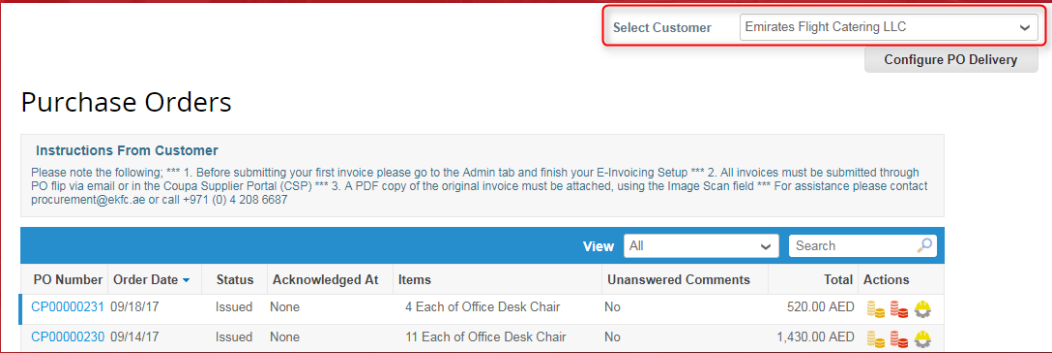 Select Customer Emirates Flight Catering LLC
Configure PO Delivery
Purchase Orders
Instructions From Customer
Please note the following; *** 1. Before submitting your first invoice please go to the Admin tab and finish your E-Invoicing Setup *** 2. All invoices must be submitted through
PO flip via email or in the Coupa Supplier Portal (CSP) *** 3. A PDF copy of the original invoice must be attached, using the Image Scan field *** For assistance please contact
procurement@ekfc.ae or call +971 (0) 4 208 6687
View All Search
PO Number Order Date Status Acknowledged At Items Unanswered Comments Total Actions
CP00000231 09/18/17 Issued None 4 Each of Office Desk Chair No 520.00 AED
CP00000230 09/14/17 Issued None 11 Each of Office Desk Chair No 1,430.00 AED